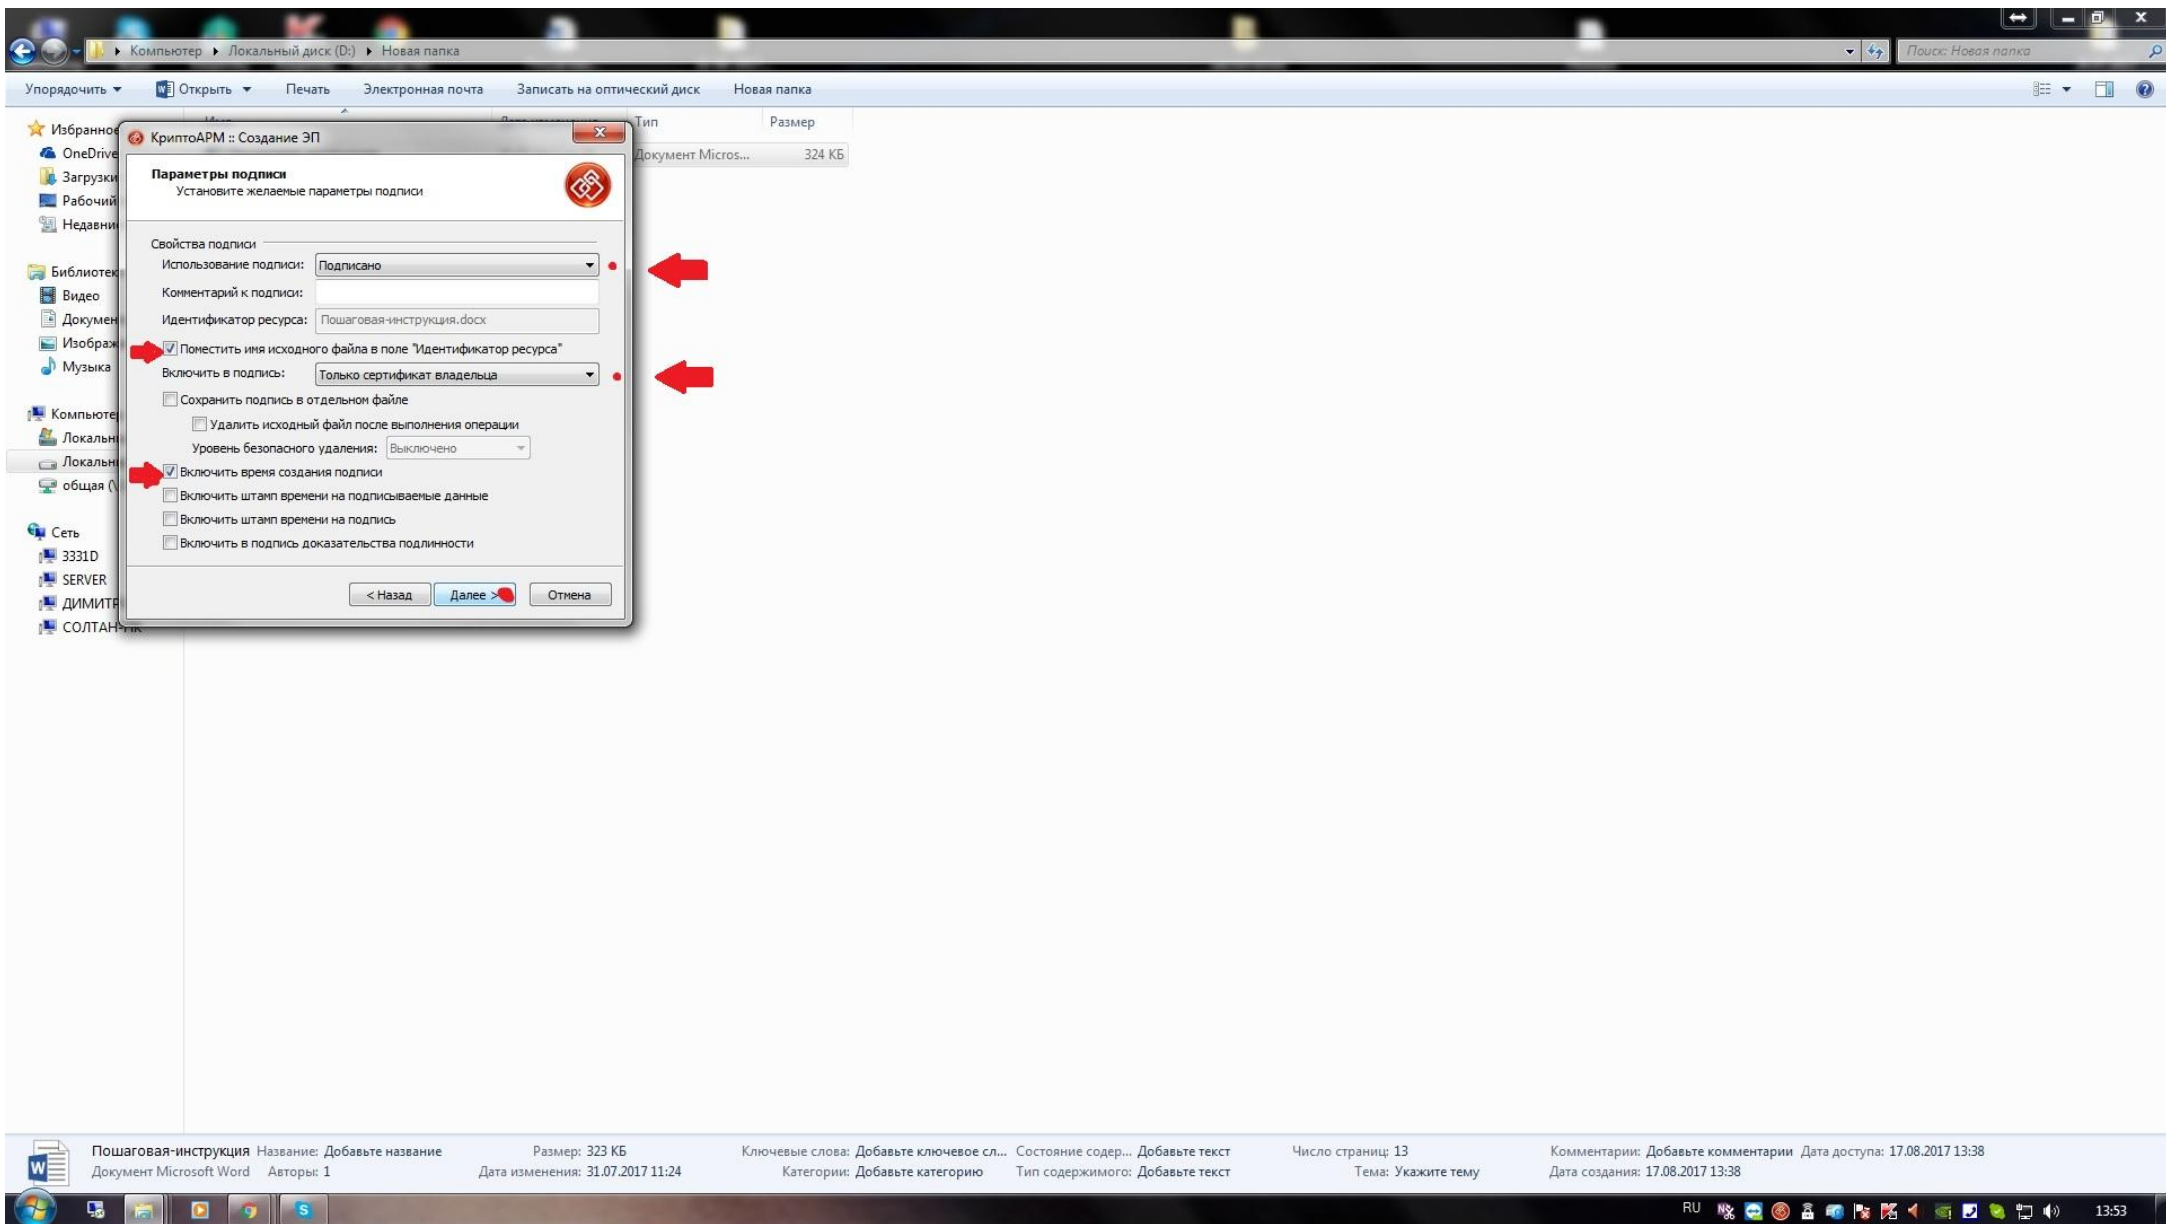 Компьютер ▸ Локальный диск (D:) ▸ Новая папка
Поиск: Новая папка
Упорядочить Открыть Печать Электронная почта Записать на оптический диск Новая папка
Тип Размер
Документ Micros... 324 КБ
Избранное
OneDrive
Загрузки
Рабочий
Недавни
Библиотек
Видео
Докумен
Изображ
Музыка
Компьютер
Локальн
Локальн
общая (\
Сеть
3331D
SERVER
ДИМИТР
СОЛТАН-ПК
КриптоАРМ :: Создание ЭП
Параметры подписи
Установите желаемые параметры подписи
Свойства подписи
Использование подписи: Подписано
Комментарий к подписи:
Идентификатор ресурса: Пошаговая-инструкция.docx
Поместить имя исходного файла в поле "Идентификатор ресурса"
Включить в подпись: Только сертификат владельца
Сохранить подпись в отдельном файле
Удалить исходный файл после выполнения операции
Уровень безопасного удаления: Выключено
Включить время создания подписи
Включить штамп времени на подписываемые данные
Включить штамп времени на подпись
Включить в подпись доказательства подлинности
< Назад Далее > Отмена
Пошаговая-инструкция Название: Добавьте название Размер: 323 КБ Ключевые слова: Добавьте ключевое сл... Состояние содер... Добавьте текст Число страниц: 13 Комментарии: Добавьте комментарии Дата доступа: 17.08.2017 13:38
Документ Microsoft Word Авторы: 1 Дата изменения: 31.07.2017 11:24 Категории: Добавьте категорию Тип содержимого: Добавьте текст Тема: Укажите тему Дата создания: 17.08.2017 13:38
RU 13:53